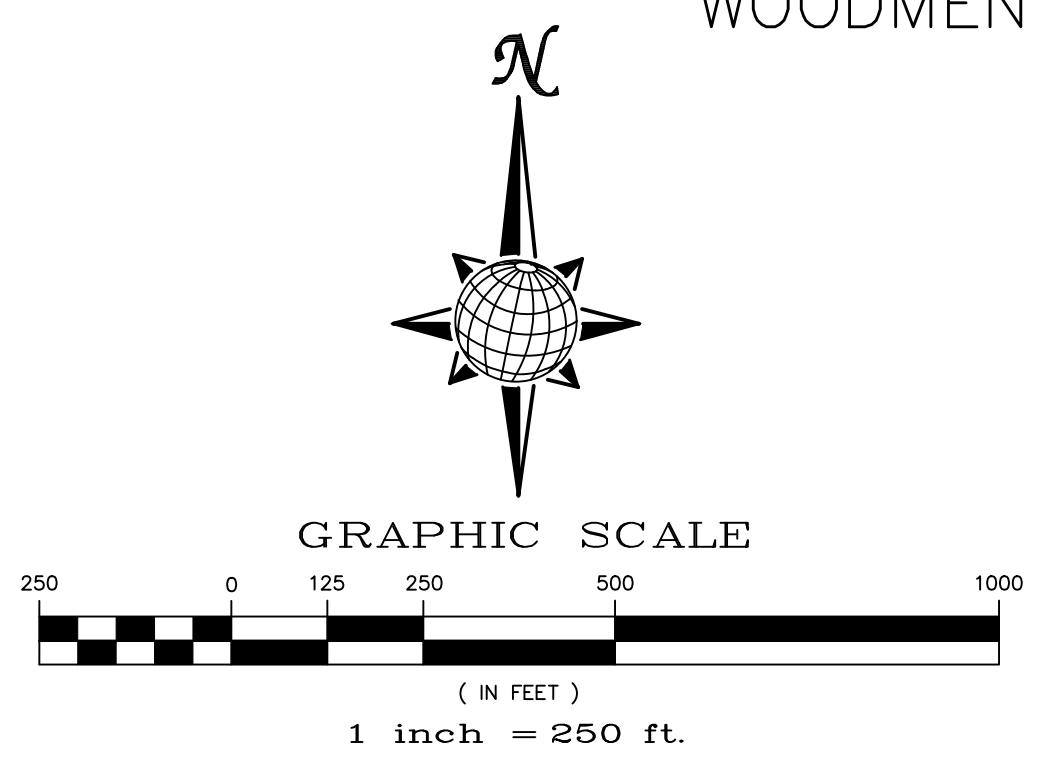 WOODMEN
N
GRAPHIC SCALE
250 0 125 250 500 1000
( IN FEET )
1 inch = 250 ft.